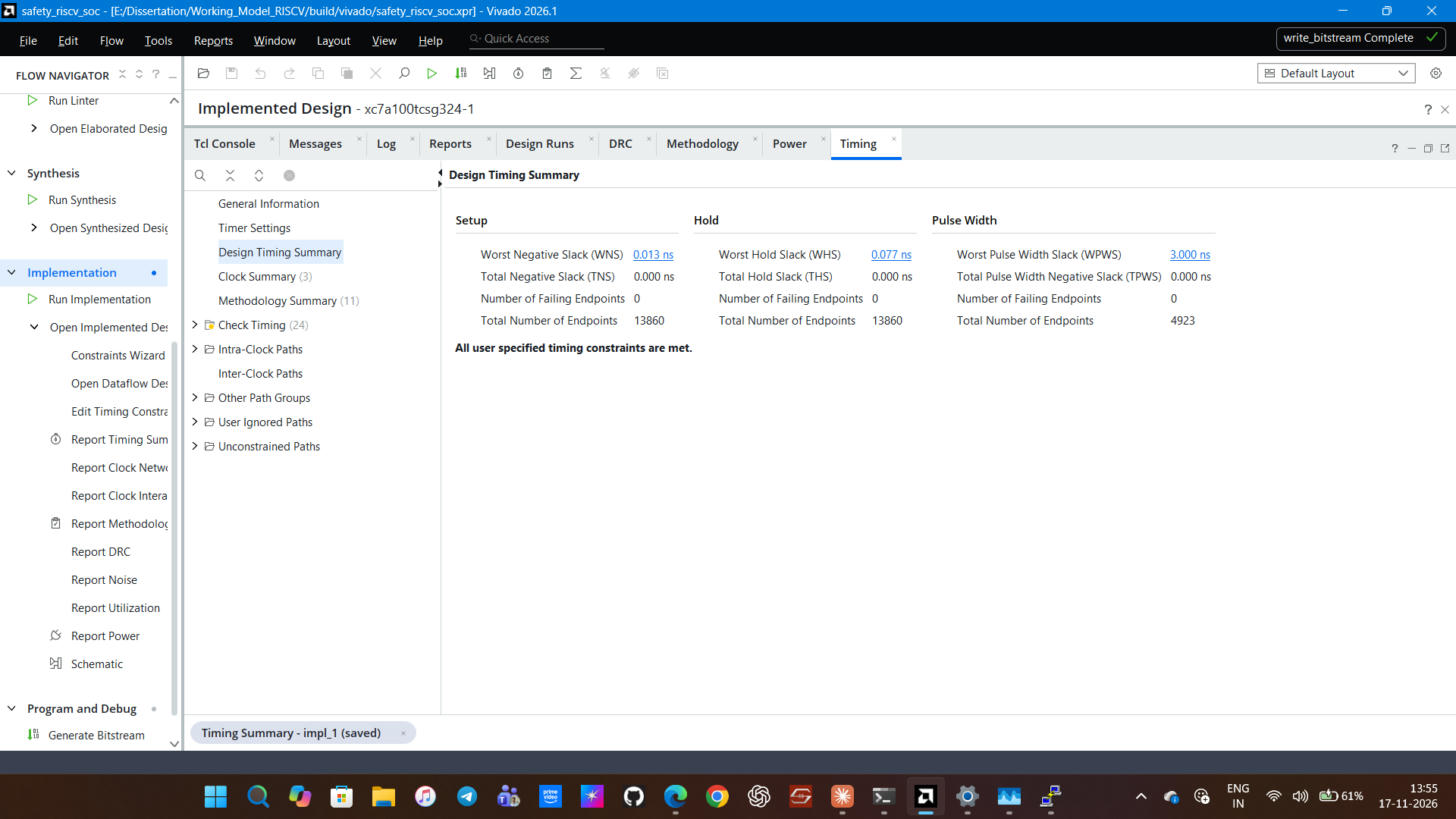 safety_riscv_soc - [E:/Dissertation/Working_Model_RISCV/build/vivado/safety_riscv_soc.xpr] - Vivado 2026.1
File Edit Flow Tools Reports Window Layout View Help Quick Access
write_bitstream Complete
Default Layout
FLOW NAVIGATOR
Run Linter
Open Elaborated Desig
Synthesis
Run Synthesis
Open Synthesized Desig
Implementation
Run Implementation
Open Implemented Des
Constraints Wizard
Open Dataflow Des
Edit Timing Constra
Report Timing Sum
Report Clock Netwo
Report Clock Intera
Report Methodolog
Report DRC
Report Noise
Report Utilization
Report Power
Schematic
Program and Debug
Generate Bitstream
Implemented Design - xc7a100tcsg324-1
Tcl Console Messages Log Reports Design Runs DRC Methodology Power Timing
General Information
Timer Settings
Design Timing Summary
Clock Summary (3)
Methodology Summary (11)
Check Timing (24)
Intra-Clock Paths
Inter-Clock Paths
Other Path Groups
User Ignored Paths
Unconstrained Paths
Design Timing Summary
Setup Hold Pulse Width
Worst Negative Slack (WNS) 0.013 ns Worst Hold Slack (WHS) 0.077 ns Worst Pulse Width Slack (WPWS) 3.000 ns
Total Negative Slack (TNS) 0.000 ns Total Hold Slack (THS) 0.000 ns Total Pulse Width Negative Slack (TPWS) 0.000 ns
Number of Failing Endpoints 0 Number of Failing Endpoints 0 Number of Failing Endpoints 0
Total Number of Endpoints 13860 Total Number of Endpoints 13860 Total Number of Endpoints 4923
All user specified timing constraints are met.
Timing Summary - impl_1 (saved)
prime video
ENG
IN
61%
13:55
17-11-2026